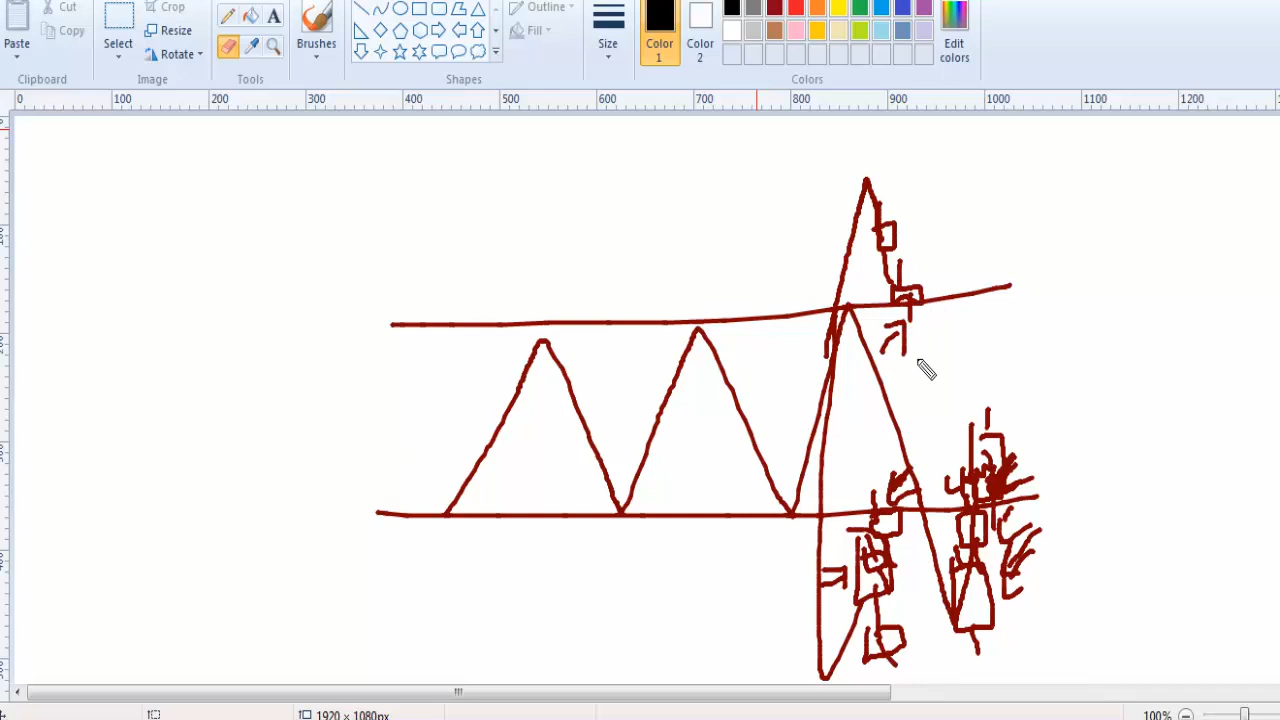 Cut
Crop
Outline
Copy
Resize
Fill
Paste
Select
Rotate
A
Brushes
Size
Color 1
Color 2
Edit colors
Clipboard
Image
Tools
Shapes
Colors
0 100 200 300 400 500 600 700 800 900 1000 1100 1200
1920 × 1080px
100%